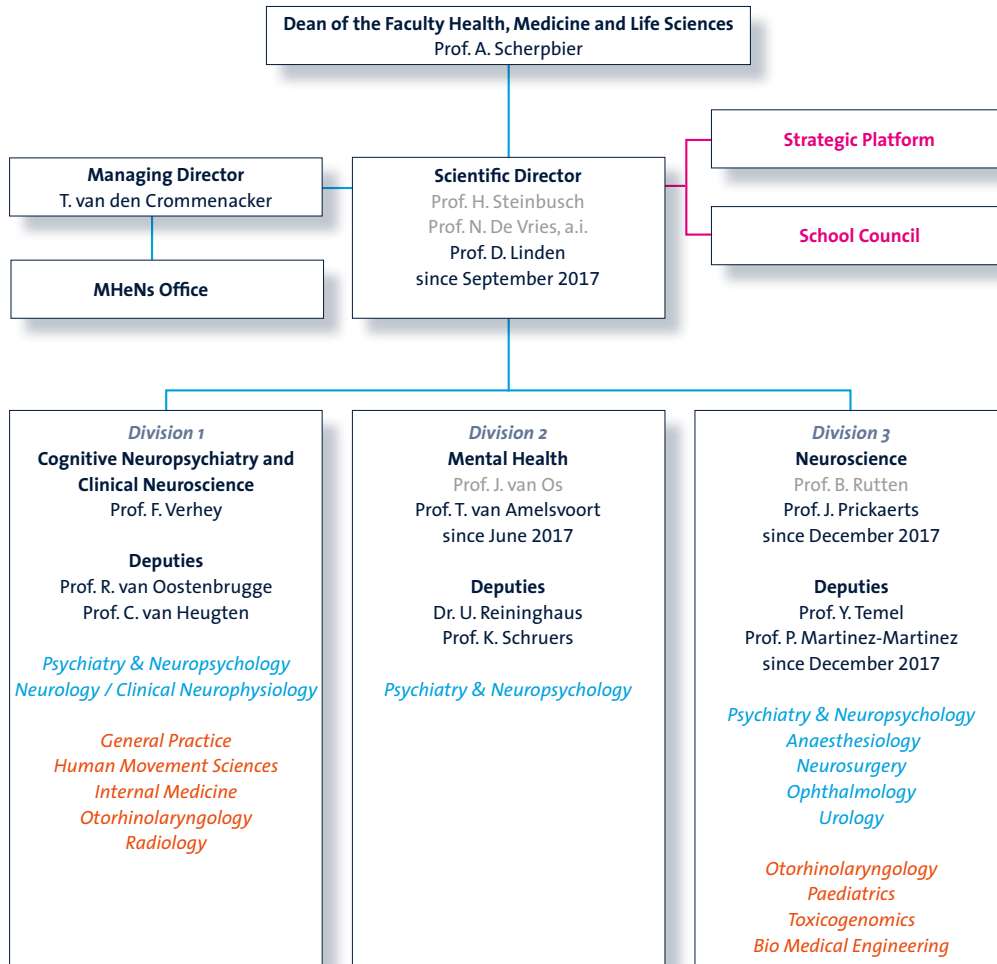 Dean of the Faculty Health, Medicine and Life Sciences
Prof. A. Scherpbier
Strategic Platform
Managing Director
T. van den Crommenacker
Scientific Director
Prof. H. Steinbusch
Prof. N. De Vries, a.i.
Prof. D. Linden
since September 2017
School Council
MHeNs Office
Division 1
Cognitive Neuropsychiatry and
Clinical Neuroscience
Prof. F. Verhey
Deputies
Prof. R. van Oostenbrugge
Prof. C. van Heugten
Psychiatry & Neuropsychology
Neurology / Clinical Neurophysiology
General Practice
Human Movement Sciences
Internal Medicine
Otorhinolaryngology
Radiology
Division 2
Mental Health
Prof. J. van Os
Prof. T. van Amelsvoort
since June 2017
Deputies
Dr. U. Reininghaus
Prof. K. Schruers
Psychiatry & Neuropsychology
Division 3
Neuroscience
Prof. B. Rutten
Prof. J. Prickaerts
since December 2017
Deputies
Prof. Y. Temel
Prof. P. Martinez-Martinez
since December 2017
Psychiatry & Neuropsychology
Anaesthesiology
Neurosurgery
Ophthalmology
Urology
Otorhinolaryngology
Paediatrics
Toxicogenomics
Bio Medical Engineering